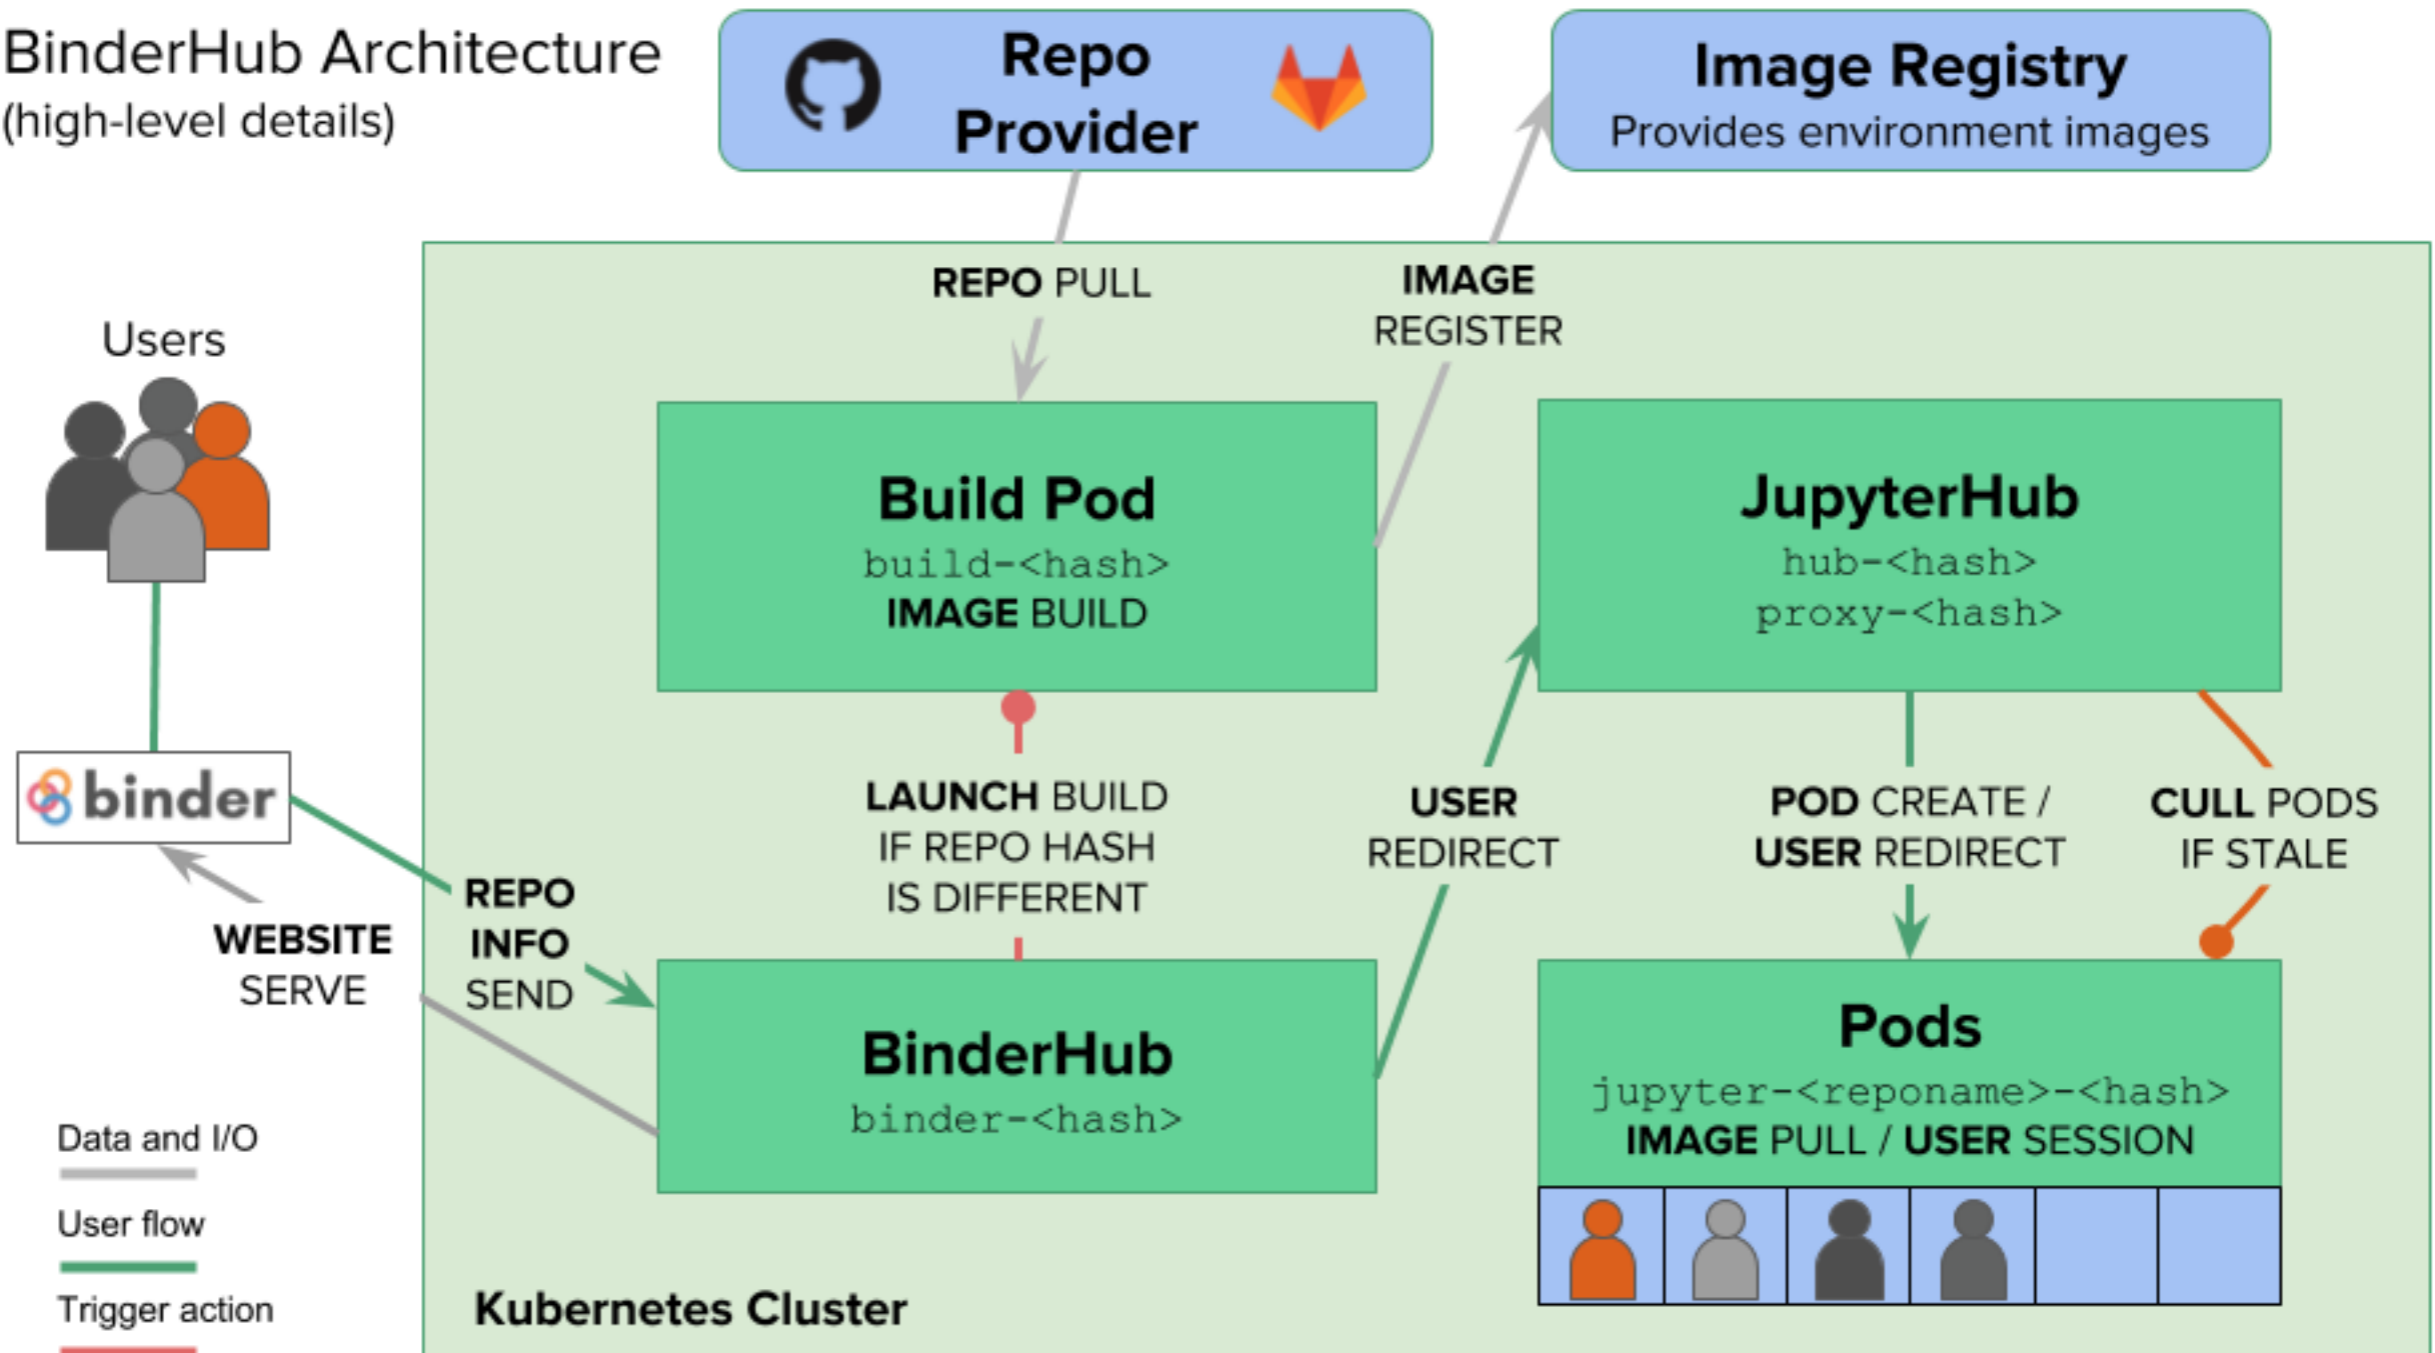 BinderHub Architecture
(high-level details)
Repo
Provider
Image Registry
Provides environment images
REPO PULL
IMAGE
REGISTER
Users
Build Pod
build-<hash>
IMAGE BUILD
JupyterHub
hub-<hash>
proxy-<hash>
binder
LAUNCH BUILD
IF REPO HASH
IS DIFFERENT
USER
REDIRECT
POD CREATE /
USER REDIRECT
CULL PODS
IF STALE
REPO
INFO
SEND
WEBSITE
SERVE
BinderHub
binder-<hash>
Pods
jupyter-<reponame>-<hash>
IMAGE PULL / USER SESSION
Data and I/O
User flow
Trigger action
Kubernetes Cluster